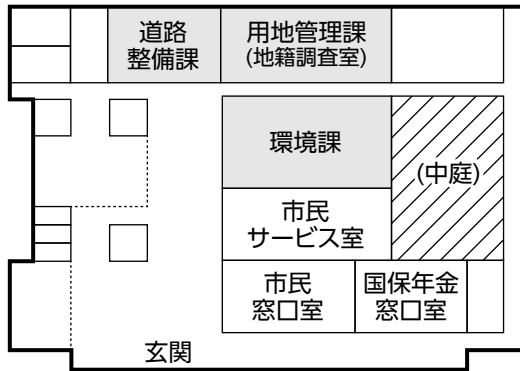 道路
整備課
用地管理課
(地籍調査室)
環境課
(中庭)
市民
サービス室
市民
窓口室
国保年金
窓口室
玄関